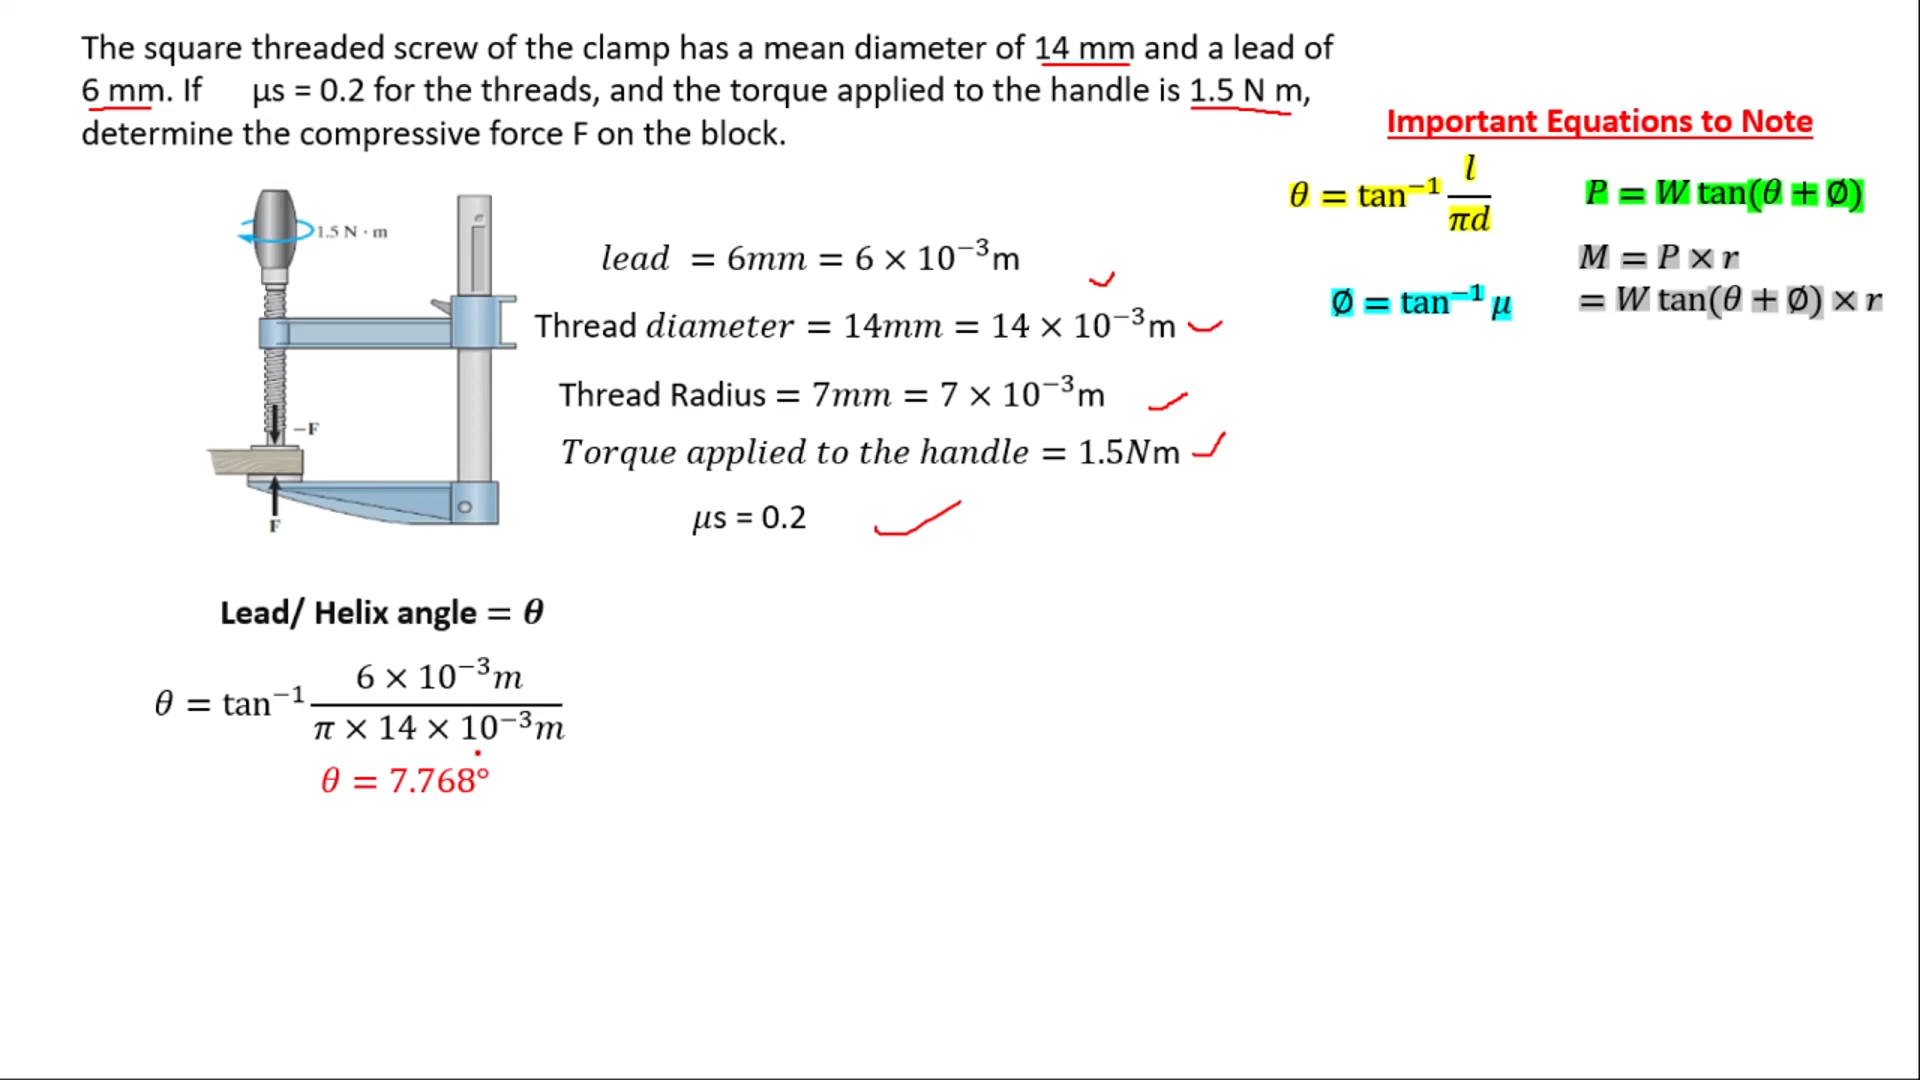 The square threaded screw of the clamp has a mean diameter of 14 mm and a lead of
6 mm. If μs = 0.2 for the threads, and the torque applied to the handle is 1.5 N m,
determine the compressive force F on the block.
Important Equations to Note
θ = tan⁻¹ l/πd
P = W tan(θ + Ø)
M = P × r
Ø = tan⁻¹ μ
= W tan(θ + Ø) × r
1.5 N · m
−F
F
lead = 6mm = 6 × 10⁻³m
Thread diameter = 14mm = 14 × 10⁻³m
Thread Radius = 7mm = 7 × 10⁻³m
Torque applied to the handle = 1.5Nm
μs = 0.2
Lead/ Helix angle = θ
θ = tan⁻¹ 6 × 10⁻³m / π × 14 × 10⁻³m
θ = 7.768°